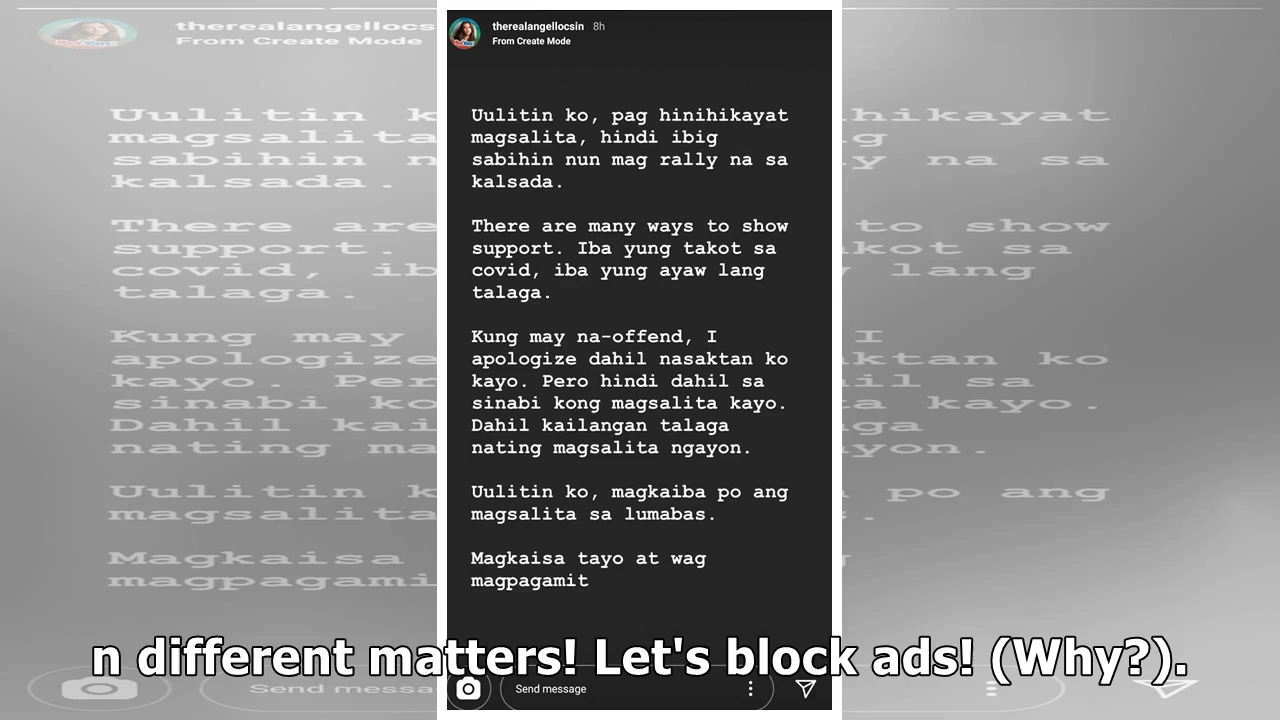 therealangellocsin 8h
From Create Mode
Uulitin ko, pag hinihikayat
magsalita, hindi ibig
sabihin nun mag rally na sa
kalsada.
There are many ways to show
support. Iba yung takot sa
covid, iba yung ayaw lang
talaga.
Kung may na-offend, I
apologize dahil nasaktan ko
kayo. Pero hindi dahil sa
sinabi kong magsalita kayo.
Dahil kailangan talaga
nating magsalita ngayon.
Uulitin ko, magkaiba po ang
magsalita sa lumabas.
Magkaisa tayo at wag
magpagamit
n different matters! Let's block ads! (Why?).
Send message